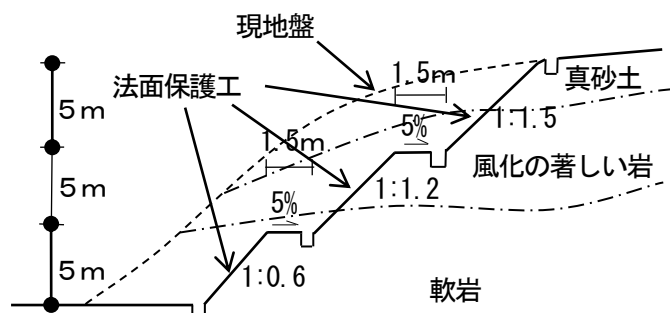 現地盤
1.5m
真砂土
5m
法面保護工
1:1.5
5%
1.5m
風化の著しい岩
5m
1:1.2
5%
5m
1:0.6
軟岩